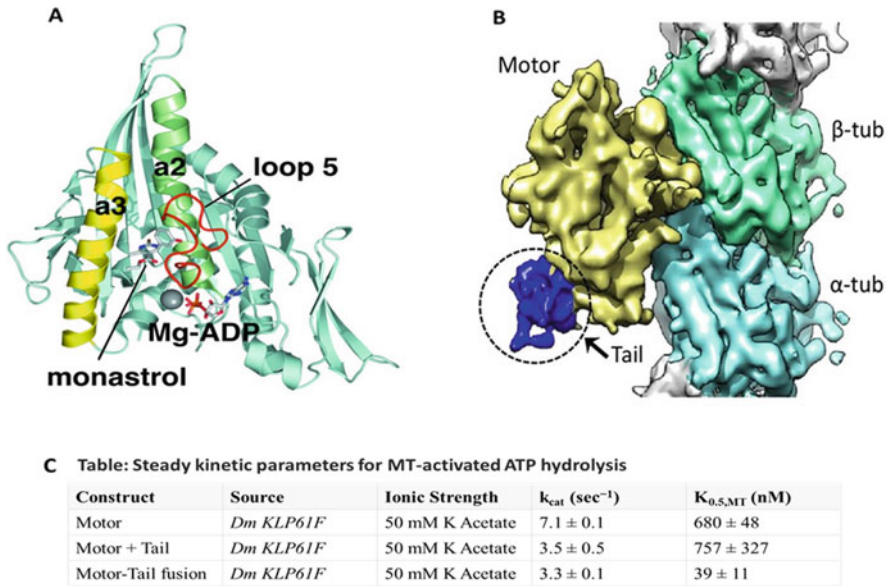 A
a2
loop 5
a3
Mg-ADP
monastrol
B
Motor
β-tub
α-tub
Tail
C Table: Steady kinetic parameters for MT-activated ATP hydrolysis
Construct Source Ionic Strength kcat (sec⁻¹) K0.5,MT (nM)
Motor Dm KLP61F 50 mM K Acetate 7.1 ± 0.1 680 ± 48
Motor + Tail Dm KLP61F 50 mM K Acetate 3.5 ± 0.5 757 ± 327
Motor-Tail fusion Dm KLP61F 50 mM K Acetate 3.3 ± 0.1 39 ± 11